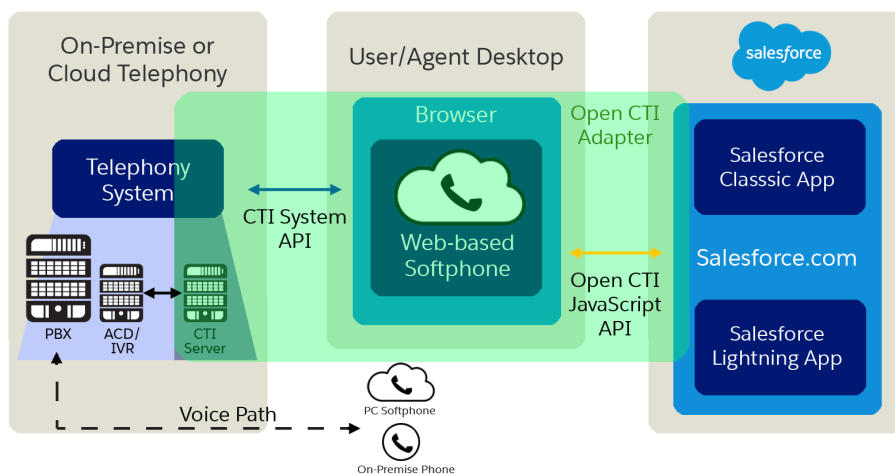 On-Premise or
Cloud Telephony
User/Agent Desktop
salesforce
Browser
Open CTI
Adapter
Telephony
System
Salesforce
Classsic App
CTI System
API
Web-based
Softphone
Salesforce.com
Open CTI
JavaScript
API
PBX
ACD/
IVR
CTI
Server
Salesforce
Lightning App
Voice Path
PC Softphone
On-Premise Phone